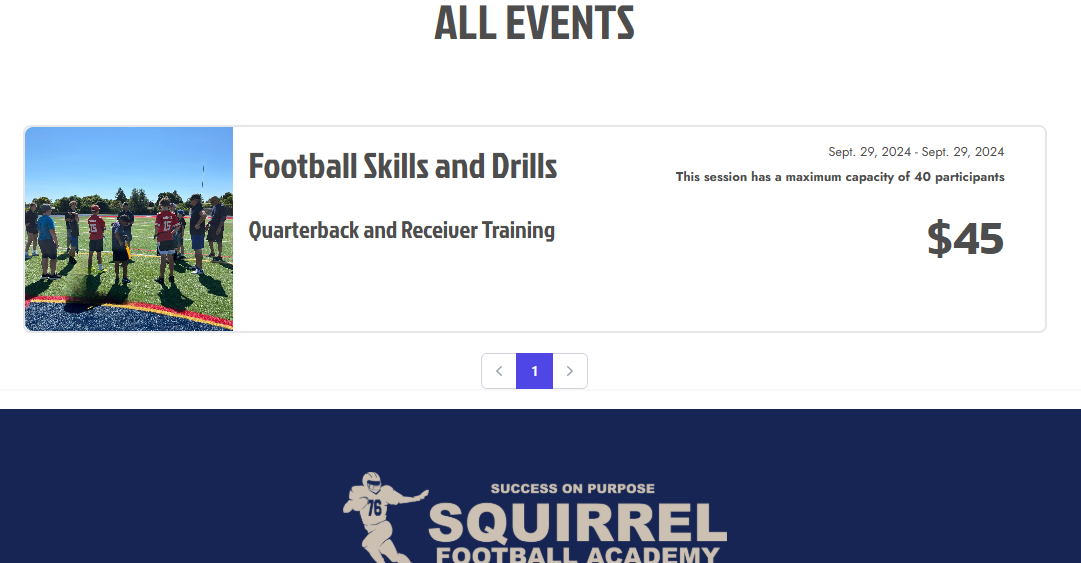 ALL EVENTS
Football Skills and Drills
Sept. 29, 2024 - Sept. 29, 2024
This session has a maximum capacity of 40 participants
Quarterback and Receiver Training
$45
1
SUCCESS ON PURPOSE
76
SQUIRREL
FOOTBALL ACADEMY